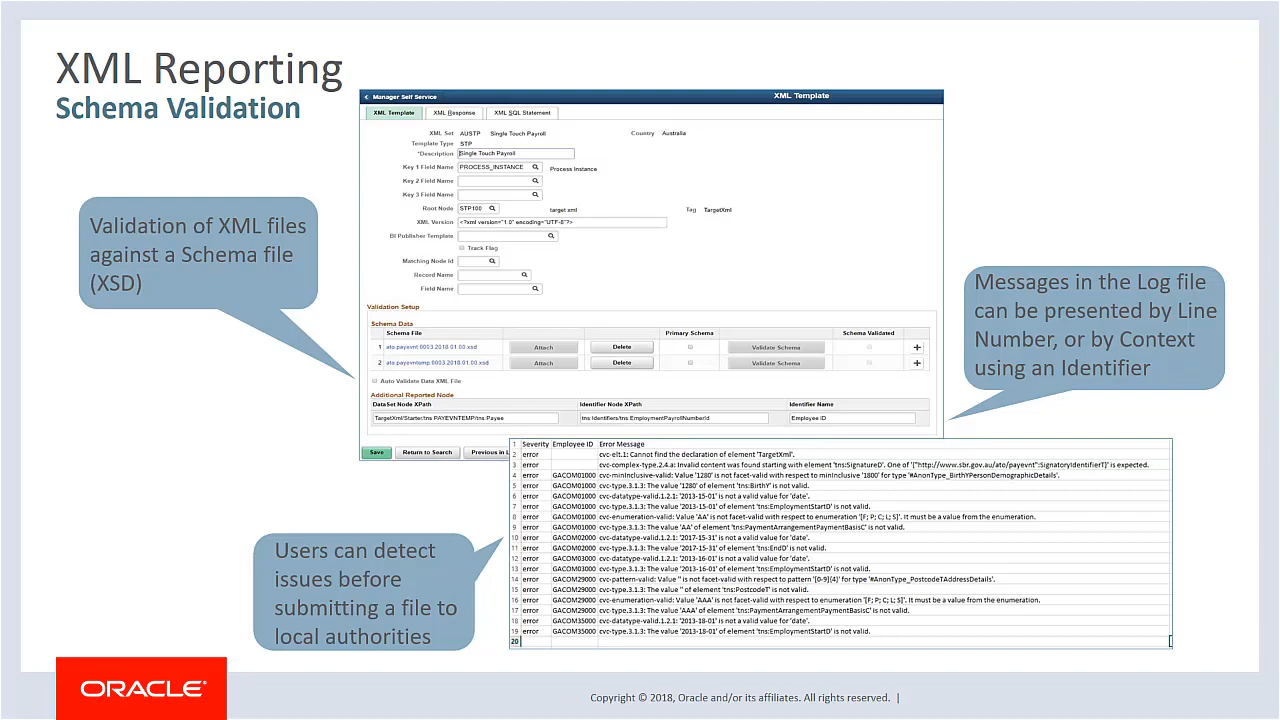 XML Reporting
Schema Validation
Manager Self Service
XML Template
XML Template
XML Response
XML SQL Statement
XML Set AUSTP Single Touch Payroll Country Australia
Template Type STP
*Description Single Touch Payroll
Key 1 Field Name PROCESS_INSTANCE Process Instance
Key 2 Field Name
Key 3 Field Name
Root Node STP100 target xml Tag TargetXml
XML Version <?xml version="1.0" encoding="UTF-8"?>
BI Publisher Template
Track Flag
Matching Node Id
Record Name
Field Name
Validation Setup
Schema Data
Schema File Primary Schema Schema Validated
1 ato.payevnt.0003.2018.01.00.xsd Attach Delete Validate Schema
2 ato.payevntemp.0003.2018.01.00.xsd Attach Delete Validate Schema
Auto Validate Data XML File
Additional Reported Node
DataSet Node XPath Identifier Node XPath Identifier Name
TargetXml/Starter/tns:PAYEVNTEMP/tns:Payee tns:Identifiers/tns:EmploymentPayrollNumberId Employee ID
Save Return to Search Previous in L
Validation of XML files
against a Schema file
(XSD)
Messages in the Log file
can be presented by Line
Number, or by Context
using an Identifier
Users can detect
issues before
submitting a file to
local authorities
1 Severity Employee ID Error Message
2 error cvc-elt.1: Cannot find the declaration of element 'TargetXml'.
3 error cvc-complex-type.2.4.a: Invalid content was found starting with element 'tns:SignatureD'. One of '{"http://www.sbr.gov.au/ato/payevnt":SignatoryIdentifierT}' is expected.
4 error GACOM01000 cvc-minInclusive-valid: Value '1280' is not facet-valid with respect to minInclusive '1800' for type '#AnonType_BirthYPersonDemographicDetails'.
5 error GACOM01000 cvc-type.3.1.3: The value '1280' of element 'tns:BirthY' is not valid.
6 error GACOM01000 cvc-datatype-valid.1.2.1: '2013-15-01' is not a valid value for 'date'.
7 error GACOM01000 cvc-type.3.1.3: The value '2013-15-01' of element 'tns:EmploymentStartD' is not valid.
8 error GACOM01000 cvc-enumeration-valid: Value 'AA' is not facet-valid with respect to enumeration '[F; P; C; L; S]'. It must be a value from the enumeration.
9 error GACOM01000 cvc-type.3.1.3: The value 'AA' of element 'tns:PaymentArrangementPaymentBasisC' is not valid.
10 error GACOM02000 cvc-datatype-valid.1.2.1: '2017-15-31' is not a valid value for 'date'.
11 error GACOM02000 cvc-type.3.1.3: The value '2017-15-31' of element 'tns:EndD' is not valid.
12 error GACOM03000 cvc-datatype-valid.1.2.1: '2013-16-01' is not a valid value for 'date'.
13 error GACOM03000 cvc-type.3.1.3: The value '2013-16-01' of element 'tns:EmploymentStartD' is not valid.
14 error GACOM29000 cvc-pattern-valid: Value '' is not facet-valid with respect to pattern '[0-9]{4}' for type '#AnonType_PostcodeTAddressDetails'.
15 error GACOM29000 cvc-type.3.1.3: The value '' of element 'tns:PostcodeT' is not valid.
16 error GACOM29000 cvc-enumeration-valid: Value 'AAA' is not facet-valid with respect to enumeration '[F; P; C; L; S]'. It must be a value from the enumeration.
17 error GACOM29000 cvc-type.3.1.3: The value 'AAA' of element 'tns:PaymentArrangementPaymentBasisC' is not valid.
18 error GACOM35000 cvc-datatype-valid.1.2.1: '2013-18-01' is not a valid value for 'date'.
19 error GACOM35000 cvc-type.3.1.3: The value '2013-18-01' of element 'tns:EmploymentStartD' is not valid.
20
ORACLE®
Copyright © 2018, Oracle and/or its affiliates. All rights reserved. |